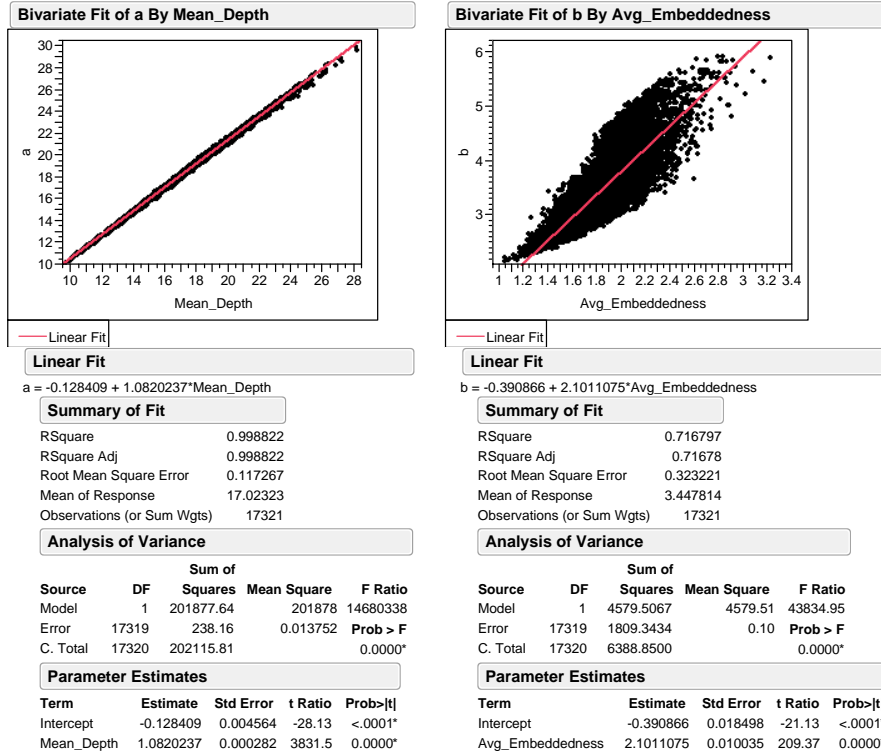 Bivariate Fit of a By Mean_Depth
30
28
26
24
22
20
18
16
14
12
10
a
10 12 14 16 18 20 22 24 26 28
Mean_Depth
Linear Fit
Linear Fit
a = -0.128409 + 1.0820237*Mean_Depth
Summary of Fit
RSquare 0.998822
RSquare Adj 0.998822
Root Mean Square Error 0.117267
Mean of Response 17.02323
Observations (or Sum Wgts) 17321
Analysis of Variance
Sum of
Source DF Squares Mean Square F Ratio
Model 1 201877.64 201878 14680338
Error 17319 238.16 0.013752 Prob > F
C. Total 17320 202115.81 0.0000*
Parameter Estimates
Term Estimate Std Error t Ratio Prob>|t|
Intercept -0.128409 0.004564 -28.13 <.0001*
Mean_Depth 1.0820237 0.000282 3831.5 0.0000*
Bivariate Fit of b By Avg_Embeddedness
6
5
4
3
b
1 1.2 1.4 1.6 1.8 2 2.2 2.4 2.6 2.8 3 3.2 3.4
Avg_Embeddedness
Linear Fit
Linear Fit
b = -0.390866 + 2.1011075*Avg_Embeddedness
Summary of Fit
RSquare 0.716797
RSquare Adj 0.71678
Root Mean Square Error 0.323221
Mean of Response 3.447814
Observations (or Sum Wgts) 17321
Analysis of Variance
Sum of
Source DF Squares Mean Square F Ratio
Model 1 4579.5067 4579.51 43834.95
Error 17319 1809.3434 0.10 Prob > F
C. Total 17320 6388.8500 0.0000*
Parameter Estimates
Term Estimate Std Error t Ratio Prob>|t
Intercept -0.390866 0.018498 -21.13 <.0001
Avg_Embeddedness 2.1011075 0.010035 209.37 0.0000